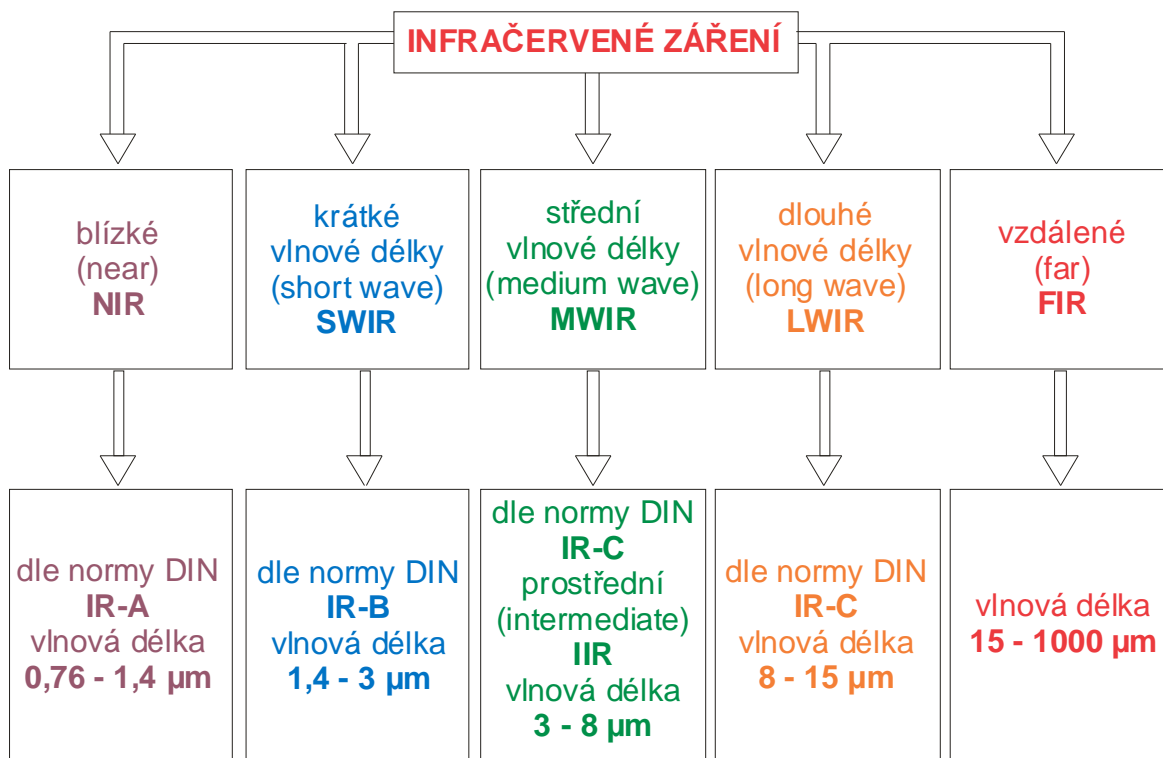 INFRAČERVENÉ ZÁŘENÍ
blízké
(near)
NIR
krátké
vlnové délky
(short wave)
SWIR
střední
vlnové délky
(medium wave)
MWIR
dlouhé
vlnové délky
(long wave)
LWIR
vzdálené
(far)
FIR
dle normy DIN
IR-A
vlnová délka
0,76 - 1,4 µm
dle normy DIN
IR-B
vlnová délka
1,4 - 3 µm
dle normy DIN
IR-C
prostřední
(intermediate)
IIR
vlnová délka
3 - 8 µm
dle normy DIN
IR-C
vlnová délka
8 - 15 µm
vlnová délka
15 - 1000 µm